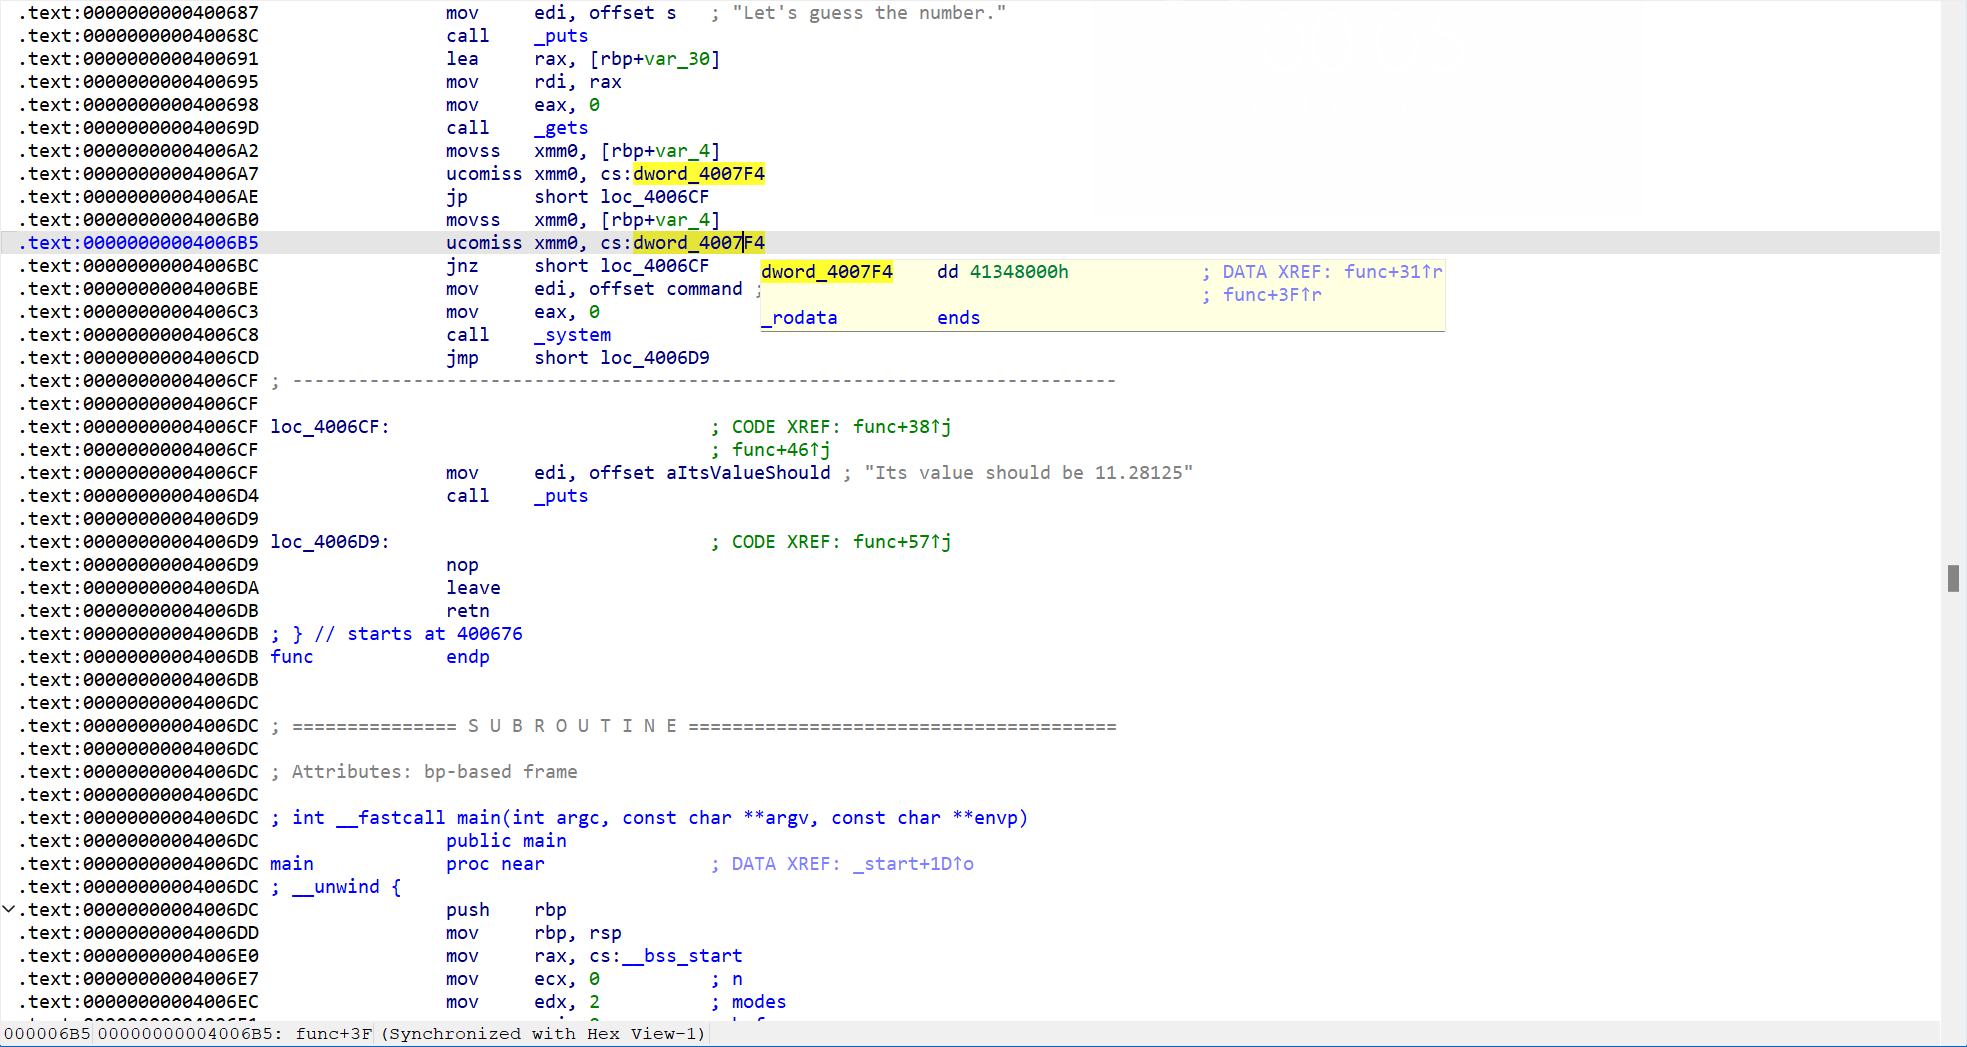 .text:0000000000400687 mov edi, offset s ; "Let's guess the number."
.text:000000000040068C call _puts
.text:0000000000400691 lea rax, [rbp+var_30]
.text:0000000000400695 mov rdi, rax
.text:0000000000400698 mov eax, 0
.text:000000000040069D call _gets
.text:00000000004006A2 movss xmm0, [rbp+var_4]
.text:00000000004006A7 ucomiss xmm0, cs:dword_4007F4
.text:00000000004006AE jp short loc_4006CF
.text:00000000004006B0 movss xmm0, [rbp+var_4]
.text:00000000004006B5 ucomiss xmm0, cs:dword_4007F4
.text:00000000004006BC jnz short loc_4006CF
dword_4007F4 dd 41348000h ; DATA XREF: func+31↑r
.text:00000000004006BE mov edi, offset command ;
; func+3F↑r
.text:00000000004006C3 mov eax, 0
_rodata ends
.text:00000000004006C8 call _system
.text:00000000004006CD jmp short loc_4006D9
.text:00000000004006CF ; ---------------------------------------------------------------------------
.text:00000000004006CF
.text:00000000004006CF loc_4006CF: ; CODE XREF: func+38↑j
.text:00000000004006CF ; func+46↑j
.text:00000000004006CF mov edi, offset aItsValueShould ; "Its value should be 11.28125"
.text:00000000004006D4 call _puts
.text:00000000004006D9
.text:00000000004006D9 loc_4006D9: ; CODE XREF: func+57↑j
.text:00000000004006D9 nop
.text:00000000004006DA leave
.text:00000000004006DB retn
.text:00000000004006DB ; } // starts at 400676
.text:00000000004006DB func endp
.text:00000000004006DB
.text:00000000004006DC
.text:00000000004006DC ; =============== S U B R O U T I N E =======================================
.text:00000000004006DC
.text:00000000004006DC ; Attributes: bp-based frame
.text:00000000004006DC
.text:00000000004006DC ; int __fastcall main(int argc, const char **argv, const char **envp)
.text:00000000004006DC public main
.text:00000000004006DC main proc near ; DATA XREF: _start+1D↑o
.text:00000000004006DC ; __unwind {
.text:00000000004006DC push rbp
.text:00000000004006DD mov rbp, rsp
.text:00000000004006E0 mov rax, cs:__bss_start
.text:00000000004006E7 mov ecx, 0 ; n
.text:00000000004006EC mov edx, 2 ; modes
000006B5 00000000004006B5: func+3F (Synchronized with Hex View-1)